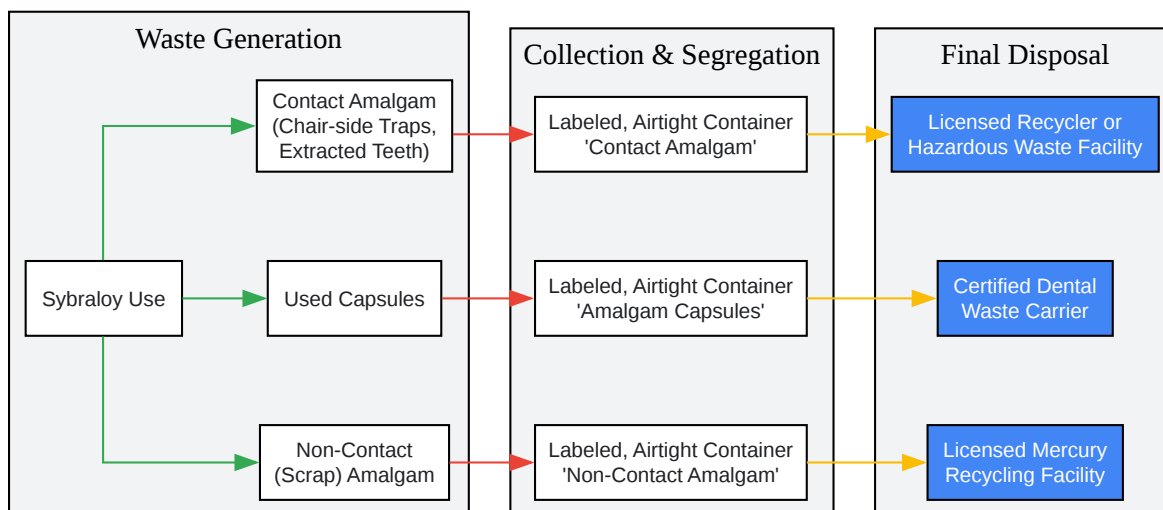 Waste Generation
Contact Amalgam
(Chair-side Traps,
Extracted Teeth)
Sybraloy Use
Used Capsules
Non-Contact
(Scrap) Amalgam
Collection & Segregation
Labeled, Airtight Container
'Contact Amalgam'
Labeled, Airtight Container
'Amalgam Capsules'
Labeled, Airtight Container
'Non-Contact Amalgam'
Final Disposal
Licensed Recycler or
Hazardous Waste Facility
Certified Dental
Waste Carrier
Licensed Mercury
Recycling Facility